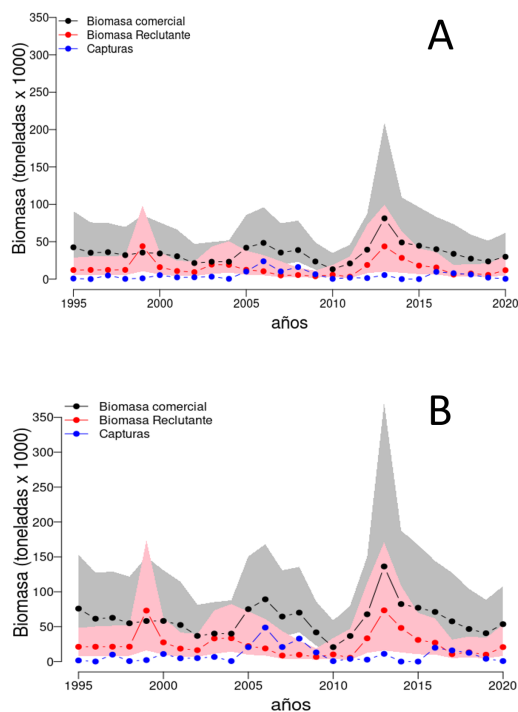 A
Biomasa comercial
Biomasa Reclutante
Capturas
Biomasa (toneladas x 1000)
350
300
250
200
150
100
50
0
1995 2000 2005 2010 2015 2020
años
B
Biomasa comercial
Biomasa Reclutante
Capturas
Biomasa (toneladas x 1000)
350
300
250
200
150
100
50
0
1995 2000 2005 2010 2015 2020
años